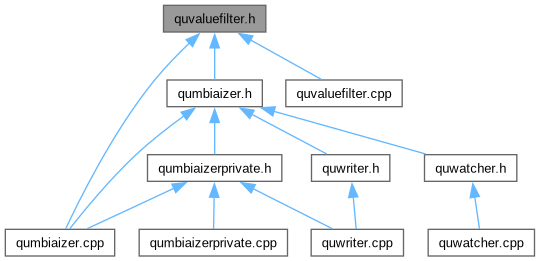 quvaluefilter.h
qumbiaizer.h
quvaluefilter.cpp
qumbiaizerprivate.h
quwriter.h
quwatcher.h
qumbiaizer.cpp
qumbiaizerprivate.cpp
quwriter.cpp
quwatcher.cpp